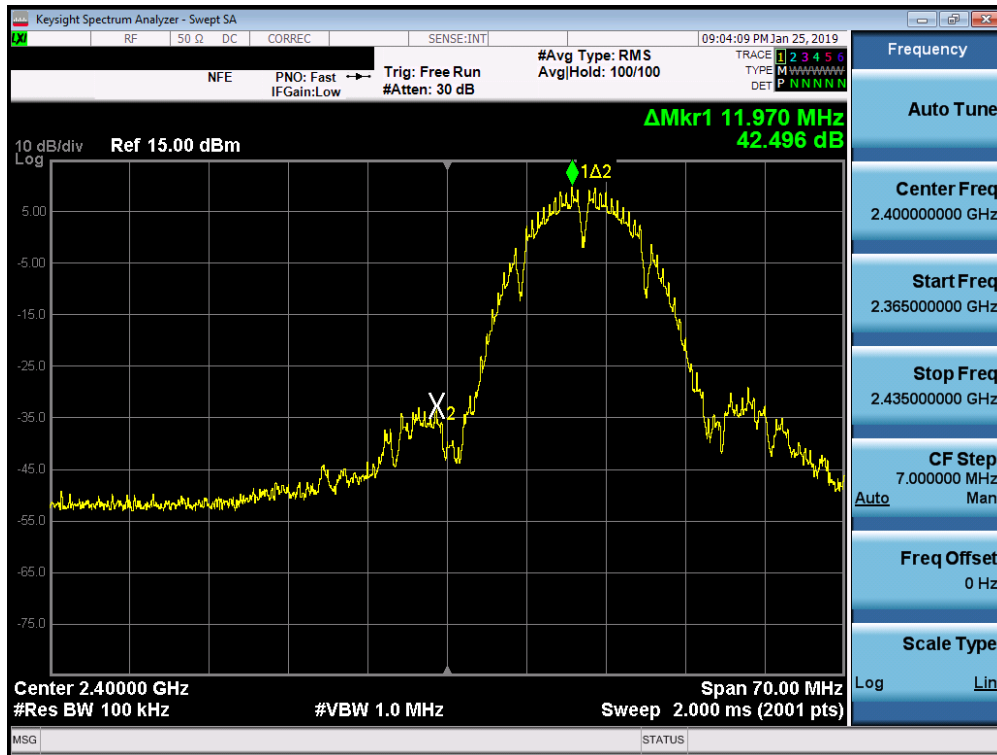 Keysight Spectrum Analyzer - Swept SA
LXI RF 50 Ω DC CORREC SENSE:INT 09:04:09 PM Jan 25, 2019
NFE PNO: Fast Trig: Free Run #Avg Type: RMS TRACE 1 2 3 4 5 6
IFGain:Low #Atten: 30 dB Avg|Hold: 100/100 TYPE M WWWWW
DET P N N N N N
ΔMkr1 11.970 MHz
42.496 dB
10 dB/div Ref 15.00 dBm
Log
1Δ2
5.00
-5.00
-15.0
-25.0
-35.0
X2
-45.0
-55.0
-65.0
-75.0
Center 2.40000 GHz Span 70.00 MHz
#Res BW 100 kHz #VBW 1.0 MHz Sweep 2.000 ms (2001 pts)
MSG STATUS
Frequency
Auto Tune
Center Freq
2.400000000 GHz
Start Freq
2.365000000 GHz
Stop Freq
2.435000000 GHz
CF Step
7.000000 MHz
Auto Man
Freq Offset
0 Hz
Scale Type
Log Lin